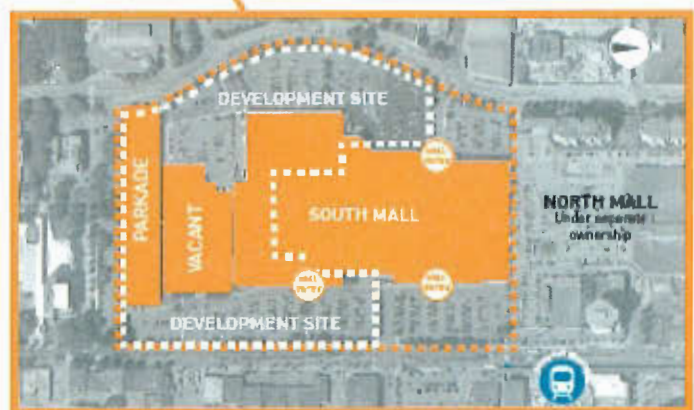 DEVELOPMENT SITE
PARKADE
VACANT
SOUTH MALL
NORTH MALL
Under separate
ownership
DEVELOPMENT SITE